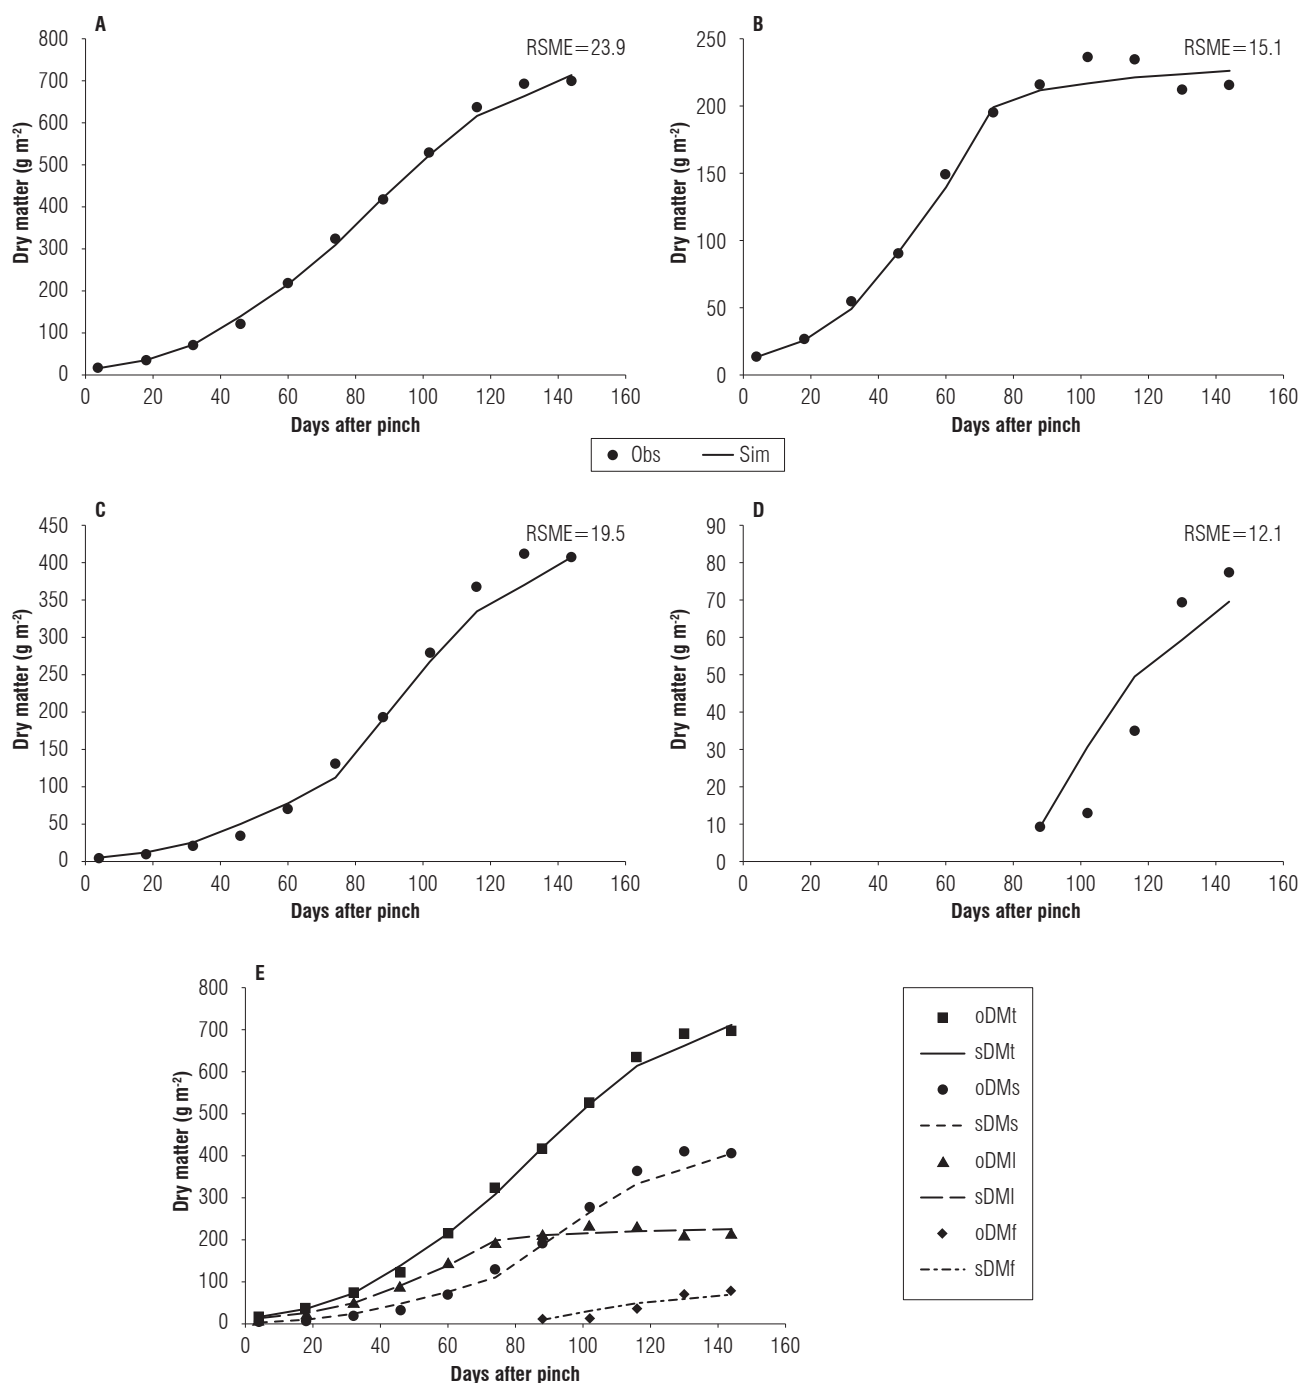 A
RSME=23.9
800
700
600
500
400
300
200
100
0
Dry matter (g m-2)
0 20 40 60 80 100 120 140 160
Days after pinch
B
RSME=15.1
250
200
150
100
50
0
Dry matter (g m-2)
0 20 40 60 80 100 120 140 160
Days after pinch
Obs Sim
C
RSME=19.5
450
400
350
300
250
200
150
100
50
0
Dry matter (g m-2)
0 20 40 60 80 100 120 140 160
Days after pinch
D
RSME=12.1
90
80
70
60
50
40
30
20
10
0
Dry matter (g m-2)
0 20 40 60 80 100 120 140 160
Days after pinch
E
800
700
600
500
400
300
200
100
0
Dry matter (g m-2)
0 20 40 60 80 100 120 140 160
Days after pinch
oDMt
sDMt
oDMs
sDMs
oDMl
sDMl
oDMf
sDMf